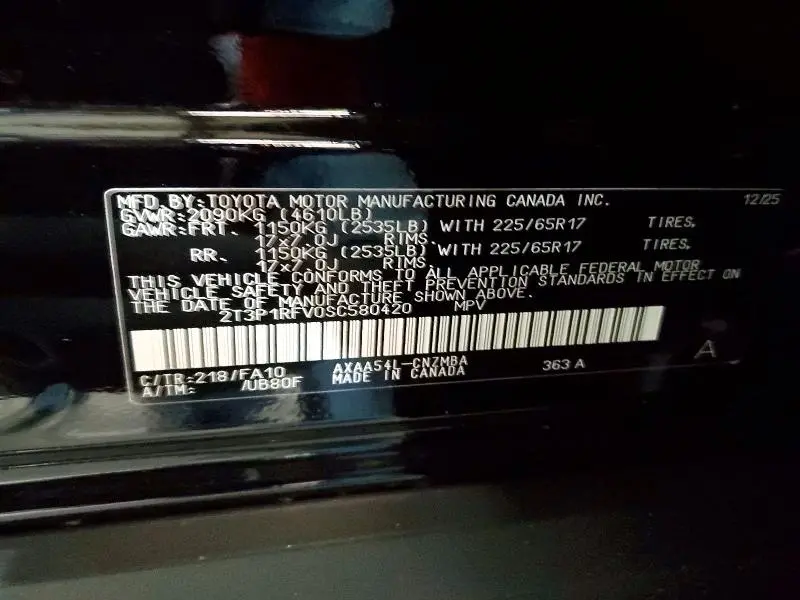 MFD. BY: TOYOTA MOTOR MANUFACTURING CANADA INC. 12/25
GVWR: 2090KG (4610LB)
GAWR: FRT. 1150KG (2535LB) WITH 225/65R17 TIRES,
17x7.0J RIMS,
RR. 1150KG (2535LB) WITH 225/65R17 TIRES,
17x7.0J RIMS
THIS VEHICLE CONFORMS TO ALL APPLICABLE FEDERAL MOTOR
VEHICLE SAFETY AND THEFT PREVENTION STANDARDS IN EFFECT ON
THE DATE OF MANUFACTURE SHOWN ABOVE.
2T3P1RFV0SC580420 MPV
C/TR: 218/FA10 AXAA54L-CNZMBA 363 A A
A/TM: /UB80F MADE IN CANADA